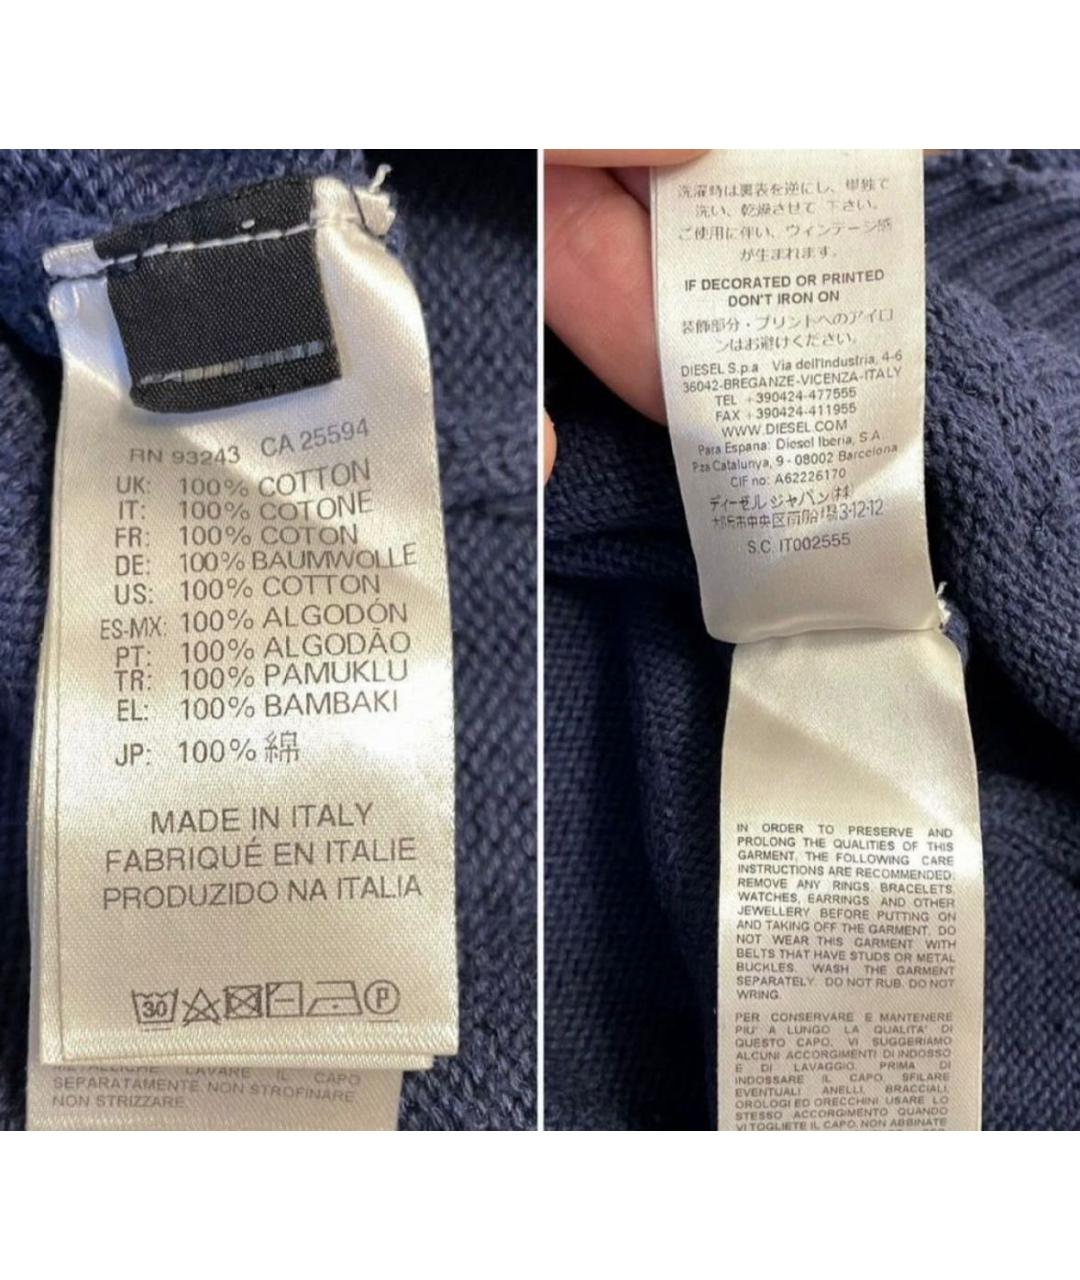 RN 93243 CA 25594
UK: 100% COTTON
IT: 100% COTONE
FR: 100% COTON
DE: 100% BAUMWOLLE
US: 100% COTTON
ES-MX: 100% ALGODÓN
PT: 100% ALGODÃO
TR: 100% PAMUKLU
EL: 100% BAMBAKI
JP: 100% 綿
MADE IN ITALY
FABRIQUÉ EN ITALIE
PRODUZIDO NA ITALIA
30 P
METALLICHE LAVARE IL CAPO
SEPARATAMENTE. NON STROFINARE.
NON STRIZZARE.
洗濯時は裏表を逆にし、単独で
洗い、乾燥させて 下さい。
ご使用に伴い、ヴィンテージ感
が生まれます。
IF DECORATED OR PRINTED
DON'T IRON ON
装飾部分・プリントへのアイロ
ンはお避けください。
DIESEL S.p.a Via dell'Industria, 4-6
36042-BREGANZE-VICENZA-ITALY
TEL +390424-477555
FAX +390424-411955
WWW.DIESEL.COM
Para Espana: Diesel Iberia, S.A.
Pza Catalunya, 9 - 08002 Barcelona
CIF no: A62226170
ディーゼル ジャパン(株)
3-12-12
S.C. IT002555
IN ORDER TO PRESERVE AND
PROLONG THE QUALITIES OF THIS
GARMENT, THE FOLLOWING CARE
INSTRUCTIONS ARE RECOMMENDED:
REMOVE ANY RINGS, BRACELETS,
WATCHES, EARRINGS AND OTHER
JEWELLERY BEFORE PUTTING ON
AND TAKING OFF THE GARMENT. DO
NOT WEAR THIS GARMENT WITH
BELTS THAT HAVE STUDS OR METAL
BUCKLES. WASH THE GARMENT
SEPARATELY. DO NOT RUB. DO NOT
WRING.
PER CONSERVARE E MANTENERE
PIU' A LUNGO LA QUALITA' DI
QUESTO CAPO, VI SUGGERIAMO
ALCUNI ACCORGIMENTI DI INDOSSO
E DI LAVAGGIO. PRIMA DI
INDOSSARE IL CAPO, SFILARE
EVENTUALI ANELLI, BRACCIALI,
OROLOGI ED ORECCHINI. USARE LO
STESSO ACCORGIMENTO QUANDO
VI TOGLIETE IL CAPO. NON ABBINATE